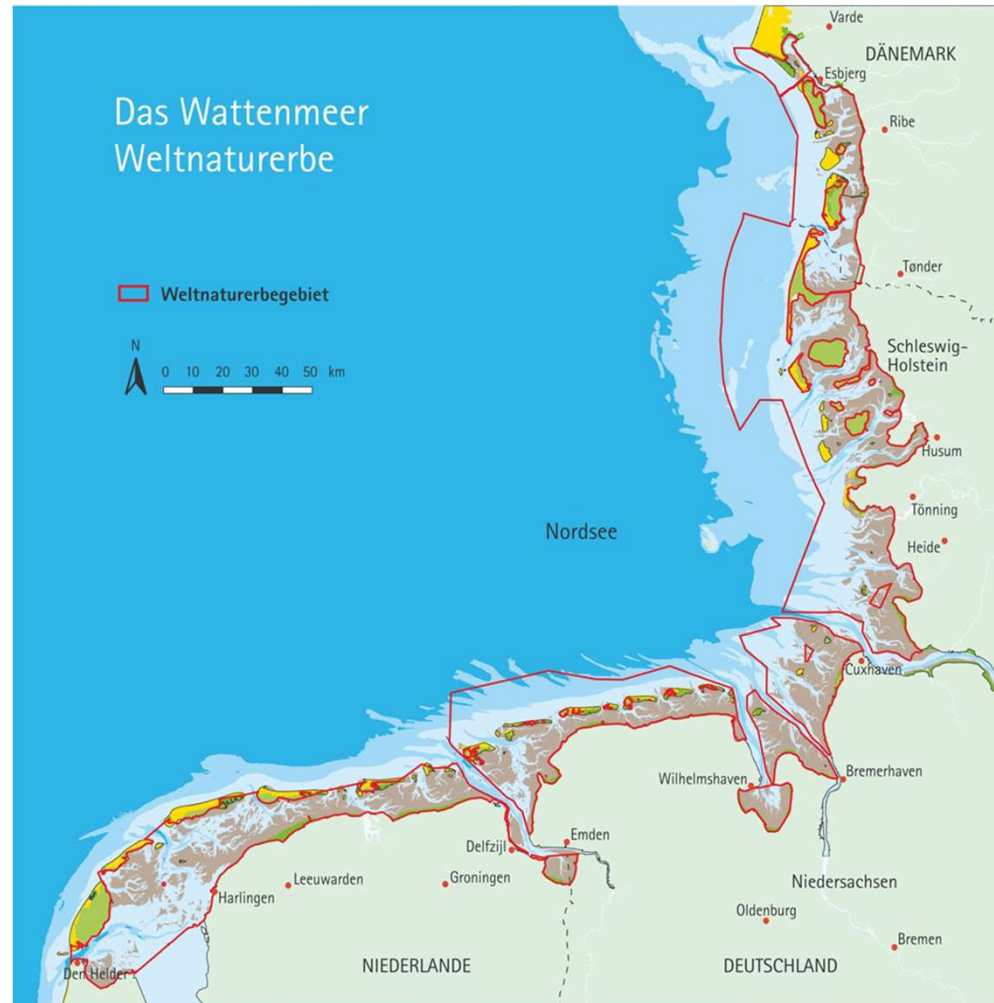 Das Wattenmeer
Weltnaturerbe
Weltnaturerbegebiet
N
0 10 20 30 40 50 km
Varde
DÄNEMARK
Esbjerg
Ribe
Tønder
Schleswig-
Holstein
Husum
Tönning
Nordsee
Heide
Cuxhaven
Wilhelmshaven
Bremerhaven
Emden
Delfzijl
Leeuwarden
Groningen
Harlingen
Niedersachsen
Oldenburg
Bremen
Den Helder
NIEDERLANDE
DEUTSCHLAND